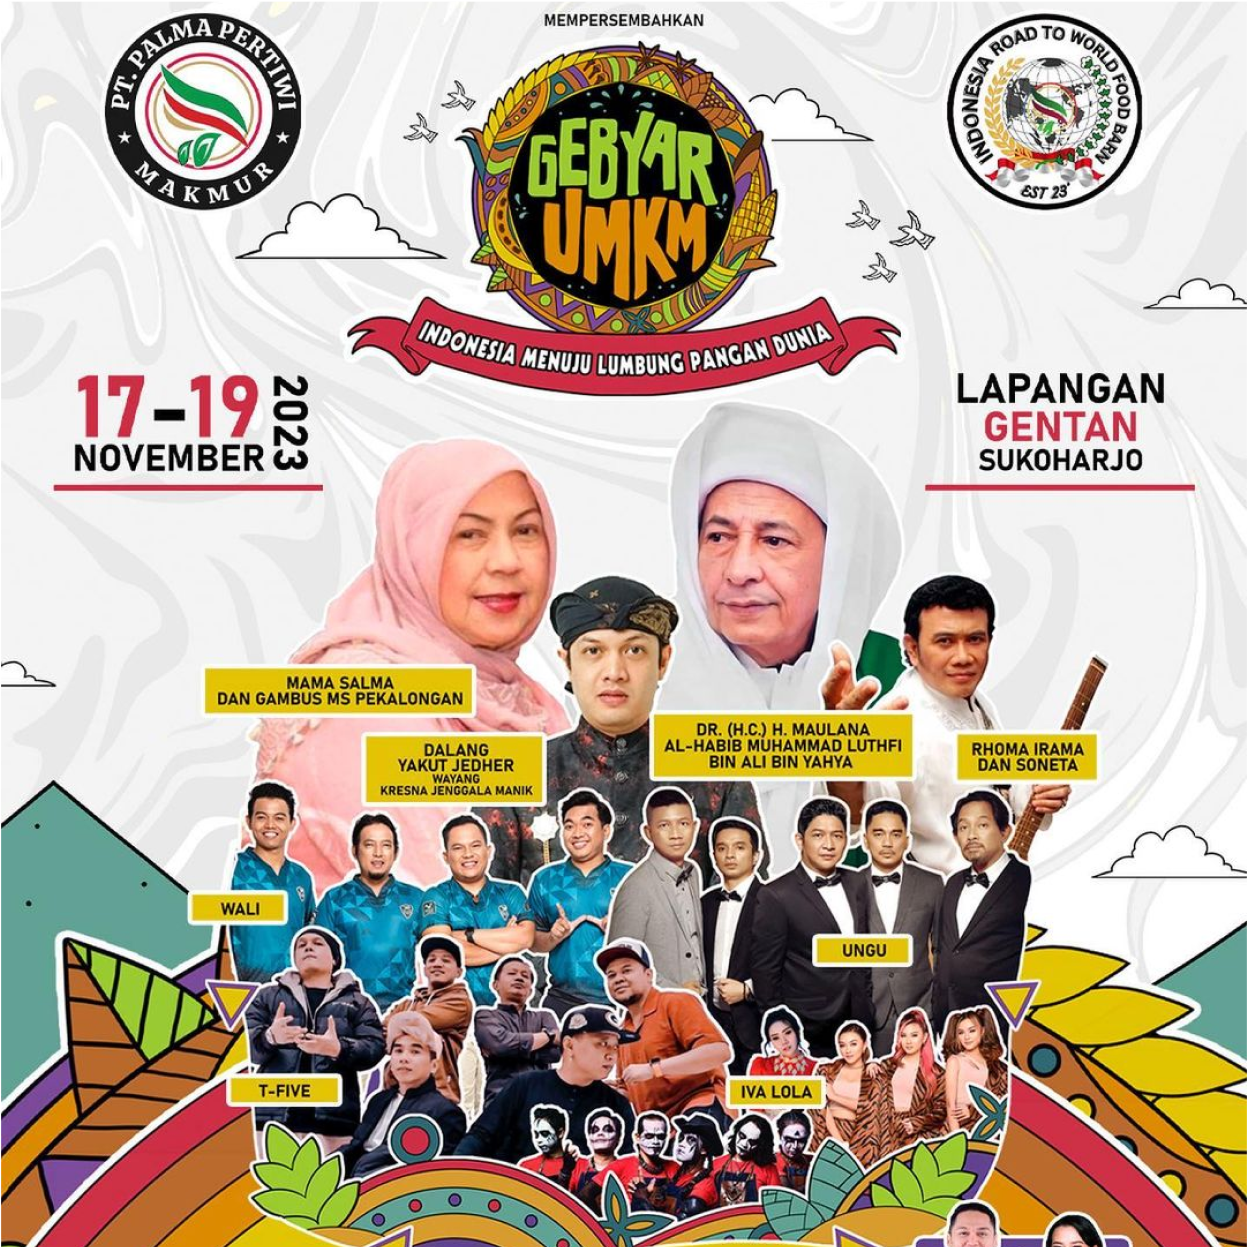 MEMPERSEMBAHKAN
PT. PALMA PERTIWI
MAKMUR
GEBYAR
UMKM
INDONESIA MENUJU LUMBUNG PANGAN DUNIA
INDONESIA ROAD TO WORLD FOOD BARN
EST 23'
17-19
NOVEMBER
2023
LAPANGAN
GENTAN
SUKOHARJO
MAMA SALMA
DAN GAMBUS MS PEKALONGAN
DALANG
YAKUT JEDHER
WAYANG
KRESNA JENGGALA MANIK
DR. (H.C.) H. MAULANA
AL-HABIB MUHAMMAD LUTHFI
BIN ALI BIN YAHYA
RHOMA IRAMA
DAN SONETA
WALI
UNGU
T-FIVE
IVA LOLA